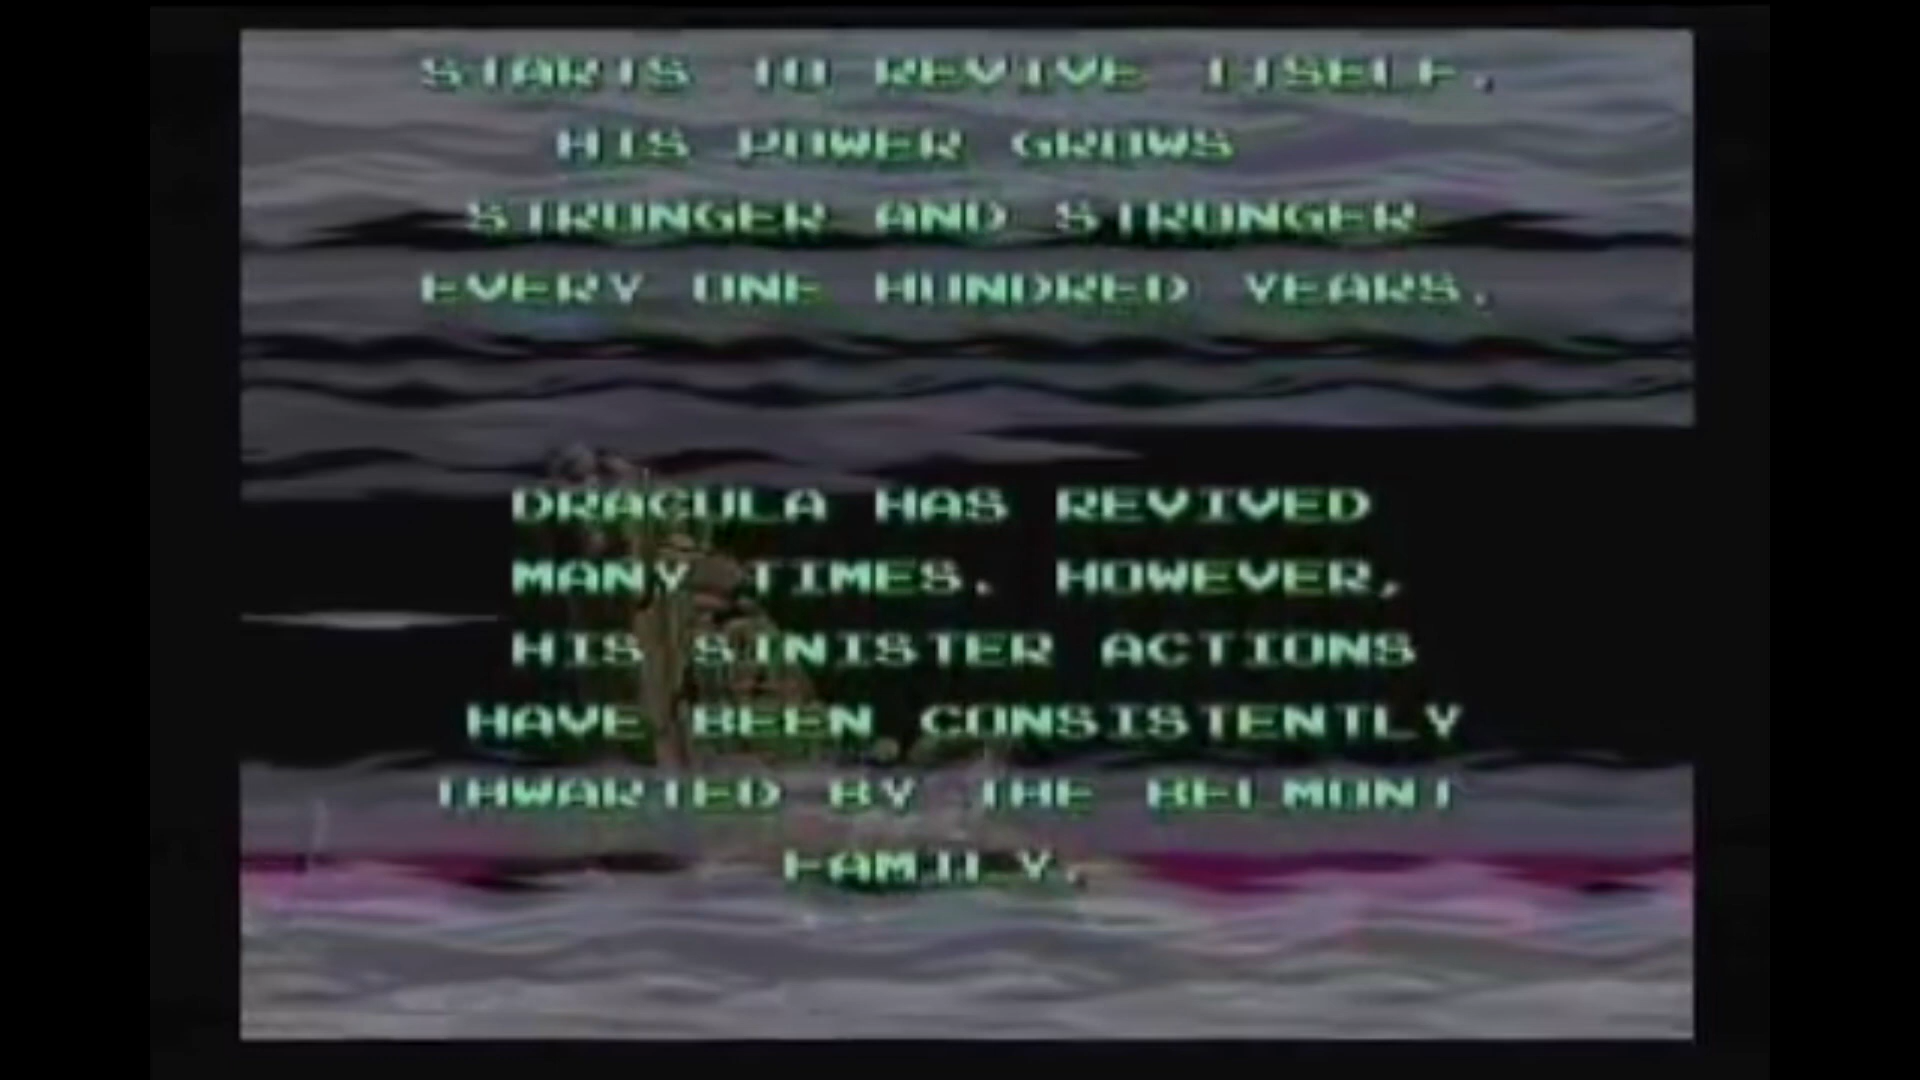 STARTS TO REVIVE ITSELF.
HIS POWER GROWS
STRONGER AND STRONGER
EVERY ONE HUNDRED YEARS.
DRACULA HAS REVIVED
MANY TIMES. HOWEVER,
HIS SINISTER ACTIONS
HAVE BEEN CONSISTENTLY
THWARTED BY THE BELMONT
FAMILY.